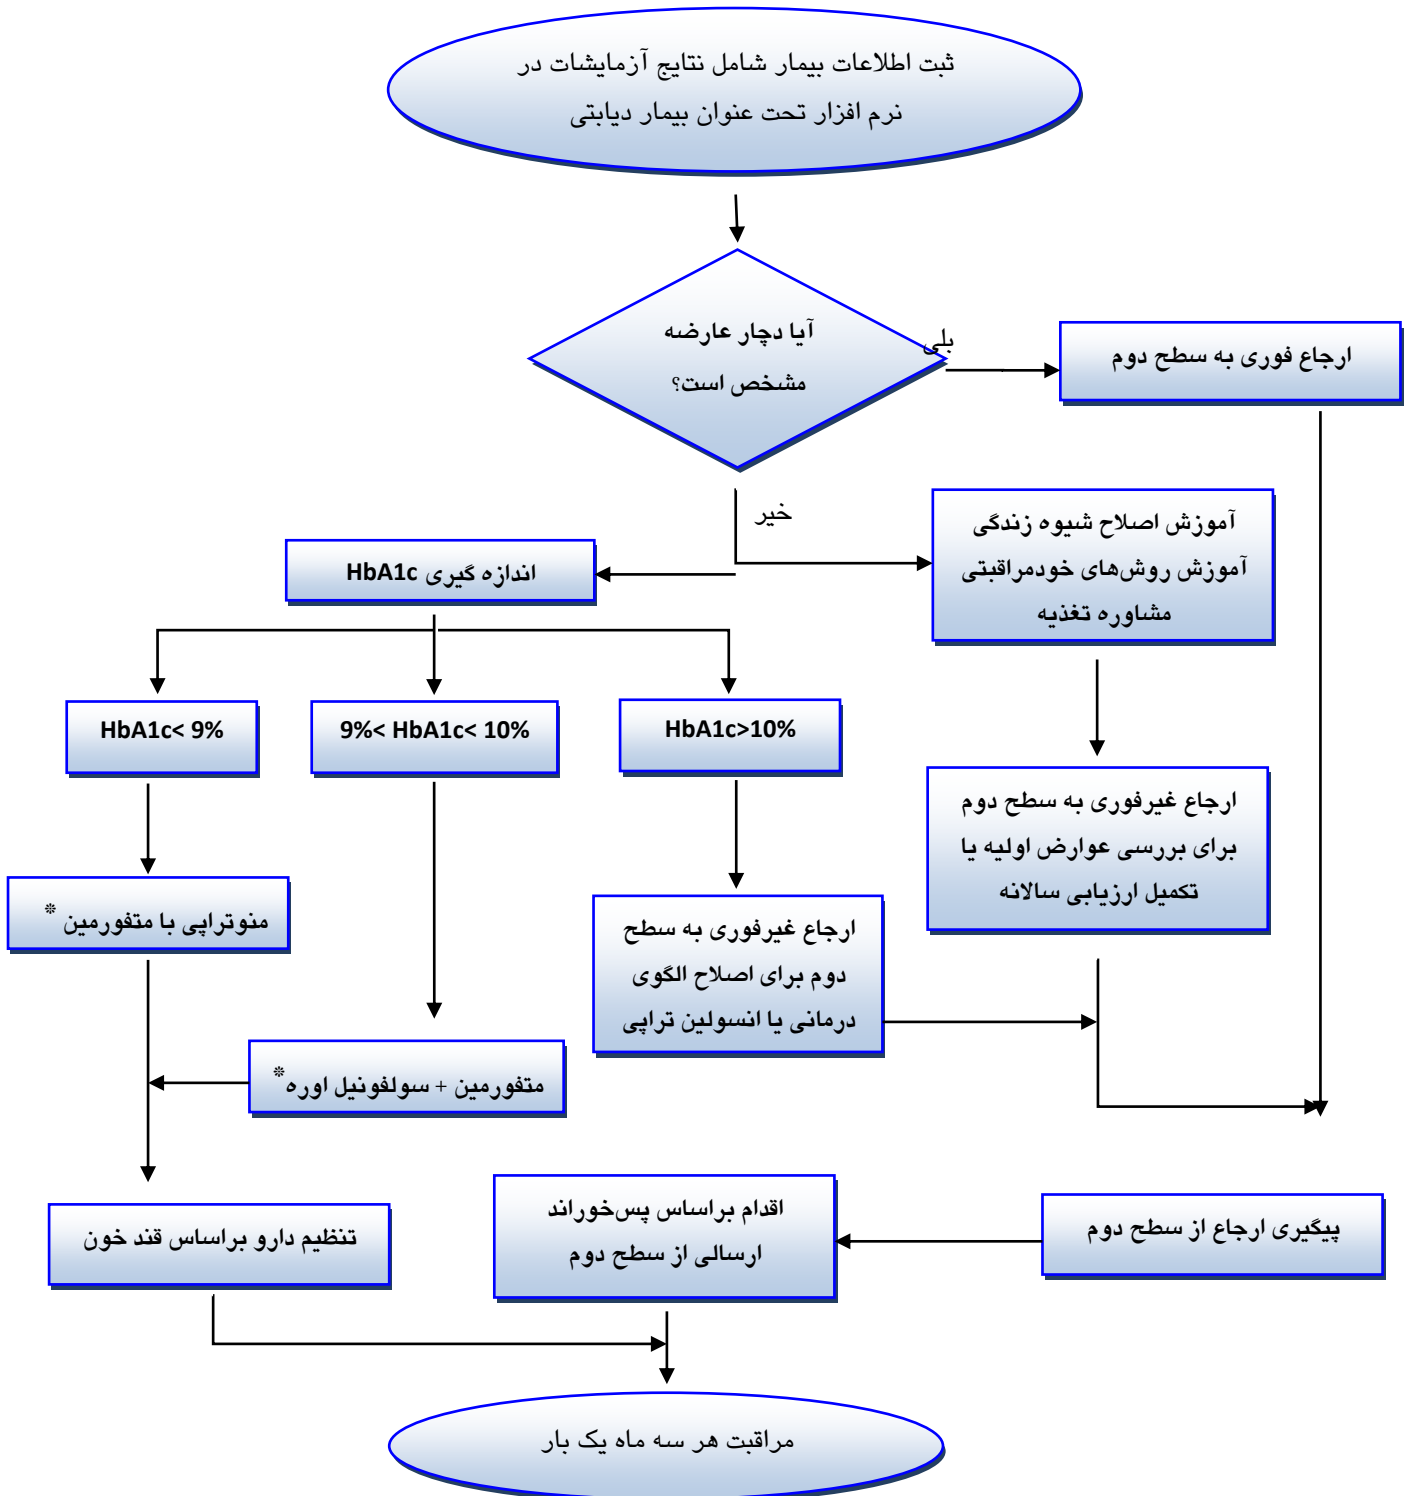 ثبت اطلاعات بیمار شامل نتایج آزمایشات در
نرم افزار تحت عنوان بیمار دیابتی
آیا دچار عارضه
مشخص است؟
بلی
ارجاع فوری به سطح دوم
خیر
آموزش اصلاح شیوه زندگی
آموزش روش‌های خودمراقبتی
مشاوره تغذیه
اندازه گیری HbA1c
HbA1c>10%
9%< HbA1c< 10%
HbA1c< 9%
ارجاع غیرفوری به سطح دوم
برای بررسی عوارض اولیه یا
تکمیل ارزیابی سالانه
ارجاع غیرفوری به سطح
دوم برای اصلاح الگوی
درمانی یا انسولین تراپی
منوتراپی با متفورمین *
متفورمین + سولفونیل اوره*
پیگیری ارجاع از سطح دوم
اقدام براساس پس‌خوراند
ارسالی از سطح دوم
تنظیم دارو براساس قند خون
مراقبت هر سه ماه یک بار